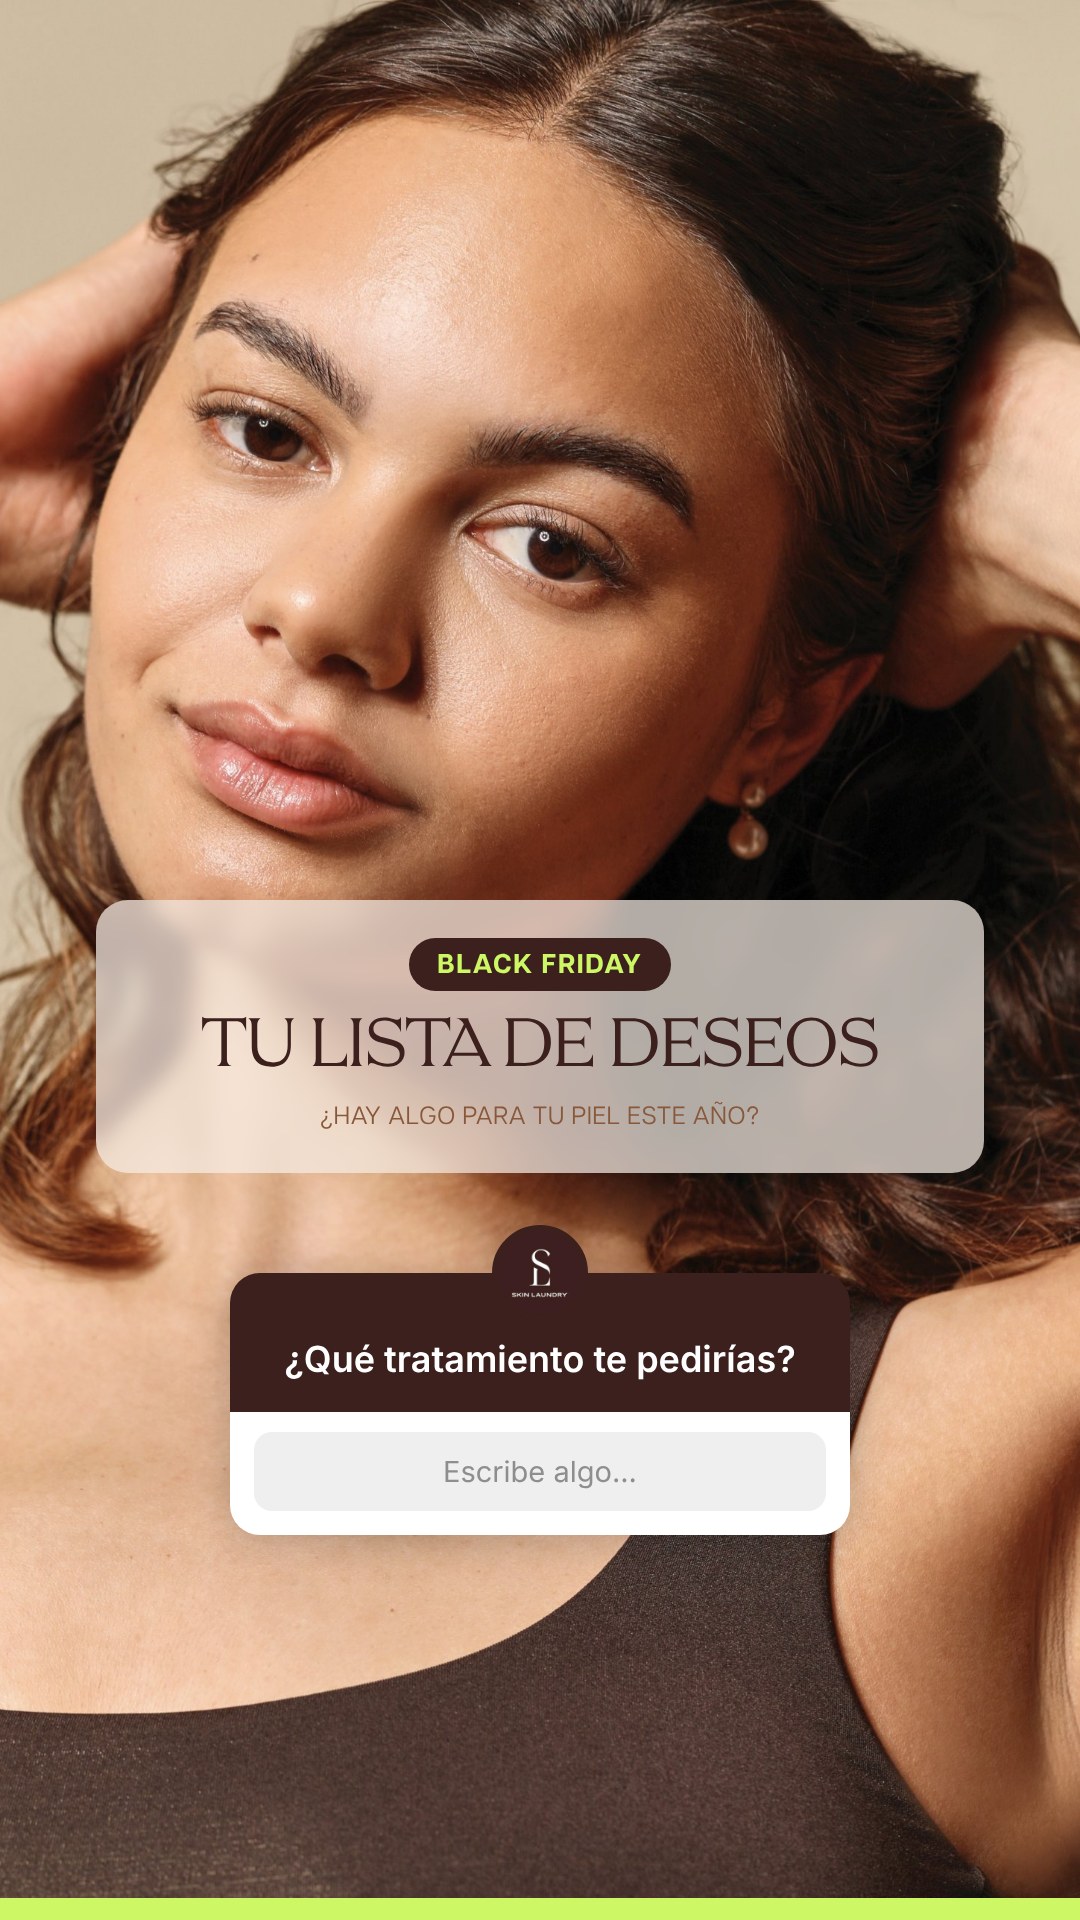 BLACK FRIDAY
TU LISTA DE DESEOS
¿HAY ALGO PARA TU PIEL ESTE AÑO?
SL
SKIN LAUNDRY
¿Qué tratamiento te pedirías?
Escribe algo...